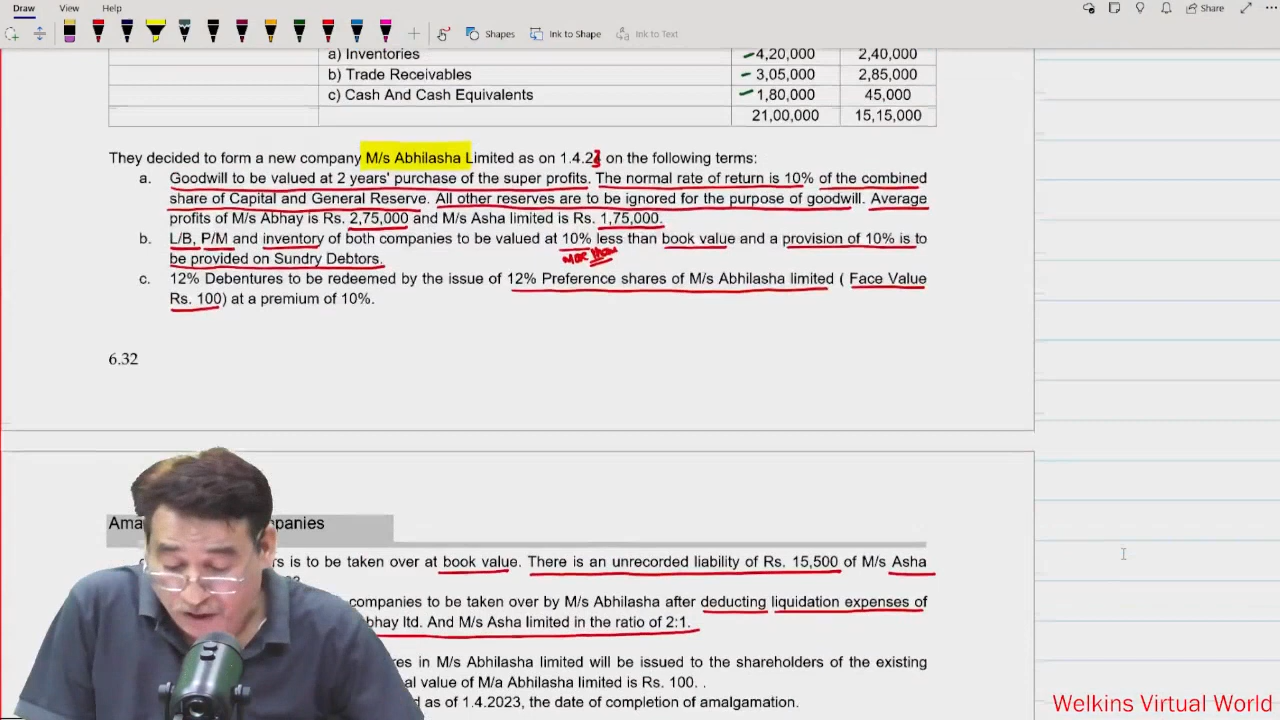 Draw View Help
Share
Shapes Ink to Shape Ink to Text
a) Inventories 4,20,000 2,40,000
b) Trade Receivables 3,05,000 2,85,000
c) Cash And Cash Equivalents 1,80,000 45,000
21,00,000 15,15,000
They decided to form a new company M/s Abhilasha Limited as on 1.4.23 on the following terms:
a. Goodwill to be valued at 2 years' purchase of the super profits. The normal rate of return is 10% of the combined
share of Capital and General Reserve. All other reserves are to be ignored for the purpose of goodwill. Average
profits of M/s Abhay is Rs. 2,75,000 and M/s Asha limited is Rs. 1,75,000.
b. L/B, P/M and inventory of both companies to be valued at 10% less than book value and a provision of 10% is to
more than
be provided on Sundry Debtors.
c. 12% Debentures to be redeemed by the issue of 12% Preference shares of M/s Abhilasha limited ( Face Value
Rs. 100) at a premium of 10%.
6.32
Ama panies
rs is to be taken over at book value. There is an unrecorded liability of Rs. 15,500 of M/s Asha
companies to be taken over by M/s Abhilasha after deducting liquidation expenses of
bhay ltd. And M/s Asha limited in the ratio of 2:1.
res in M/s Abhilasha limited will be issued to the shareholders of the existing
al value of M/a Abhilasha limited is Rs. 100. .
d as of 1.4.2023, the date of completion of amalgamation.
Welkins Virtual World